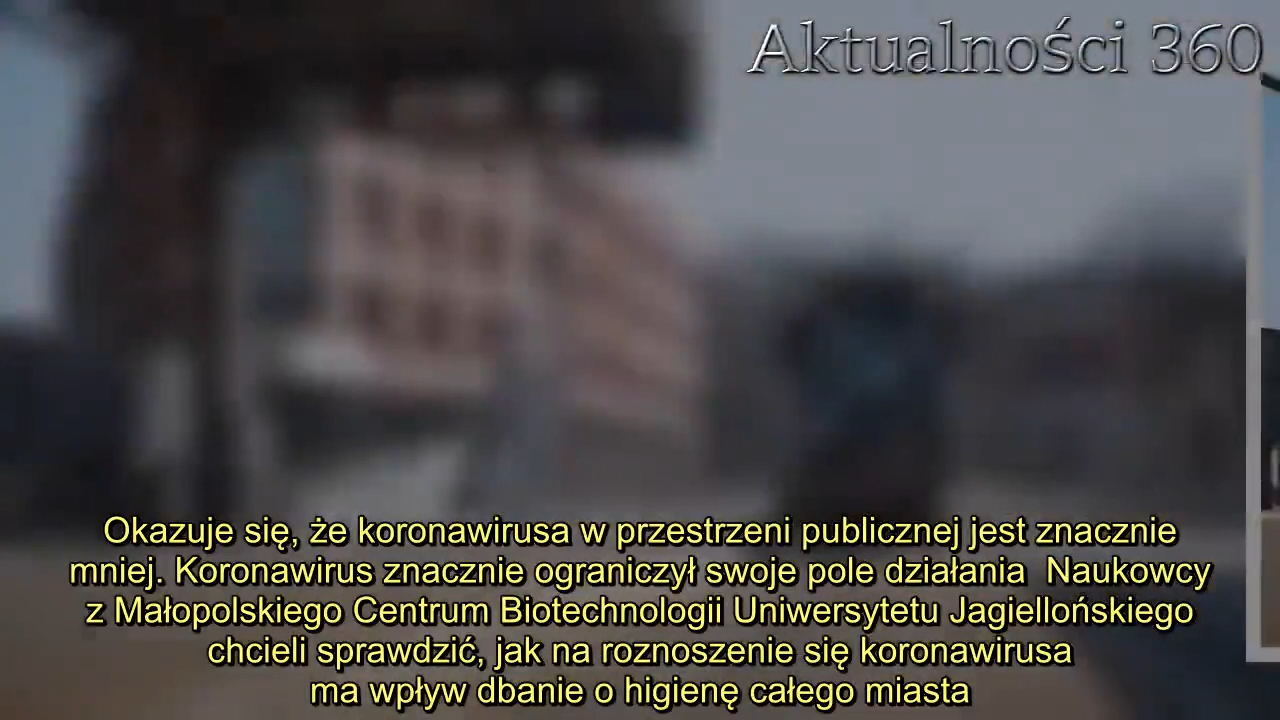 Aktualności 360
Okazuje się, że koronawirusa w przestrzeni publicznej jest znacznie
mniej. Koronawirus znacznie ograniczył swoje pole działania  Naukowcy
z Małopolskiego Centrum Biotechnologii Uniwersytetu Jagiellońskiego
chcieli sprawdzić, jak na roznoszenie się koronawirusa
ma wpływ dbanie o higienę całego miasta